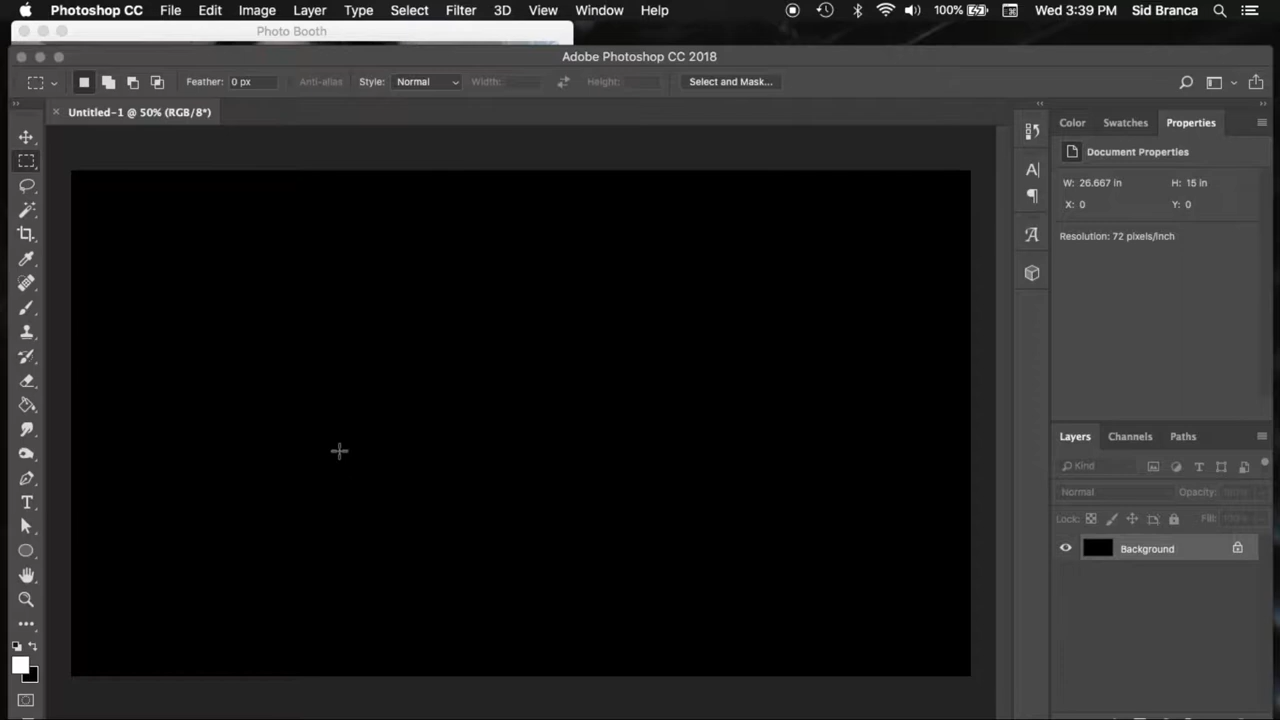 Photoshop CC File Edit Image Layer Type Select Filter 3D View Window Help 100% Wed 3:39 PM Sid Branca
Photo Booth
Adobe Photoshop CC 2018
Feather: 0 px Anti-alias Style: Normal Width: Height: Select and Mask...
Untitled-1 @ 50% (RGB/8*)
Color Swatches Properties
Document Properties
W: 26.667 in H: 15 in
X: 0 Y: 0
Resolution: 72 pixels/inch
Layers Channels Paths
Kind
Normal Opacity: 100%
Lock: Fill: 100%
Background